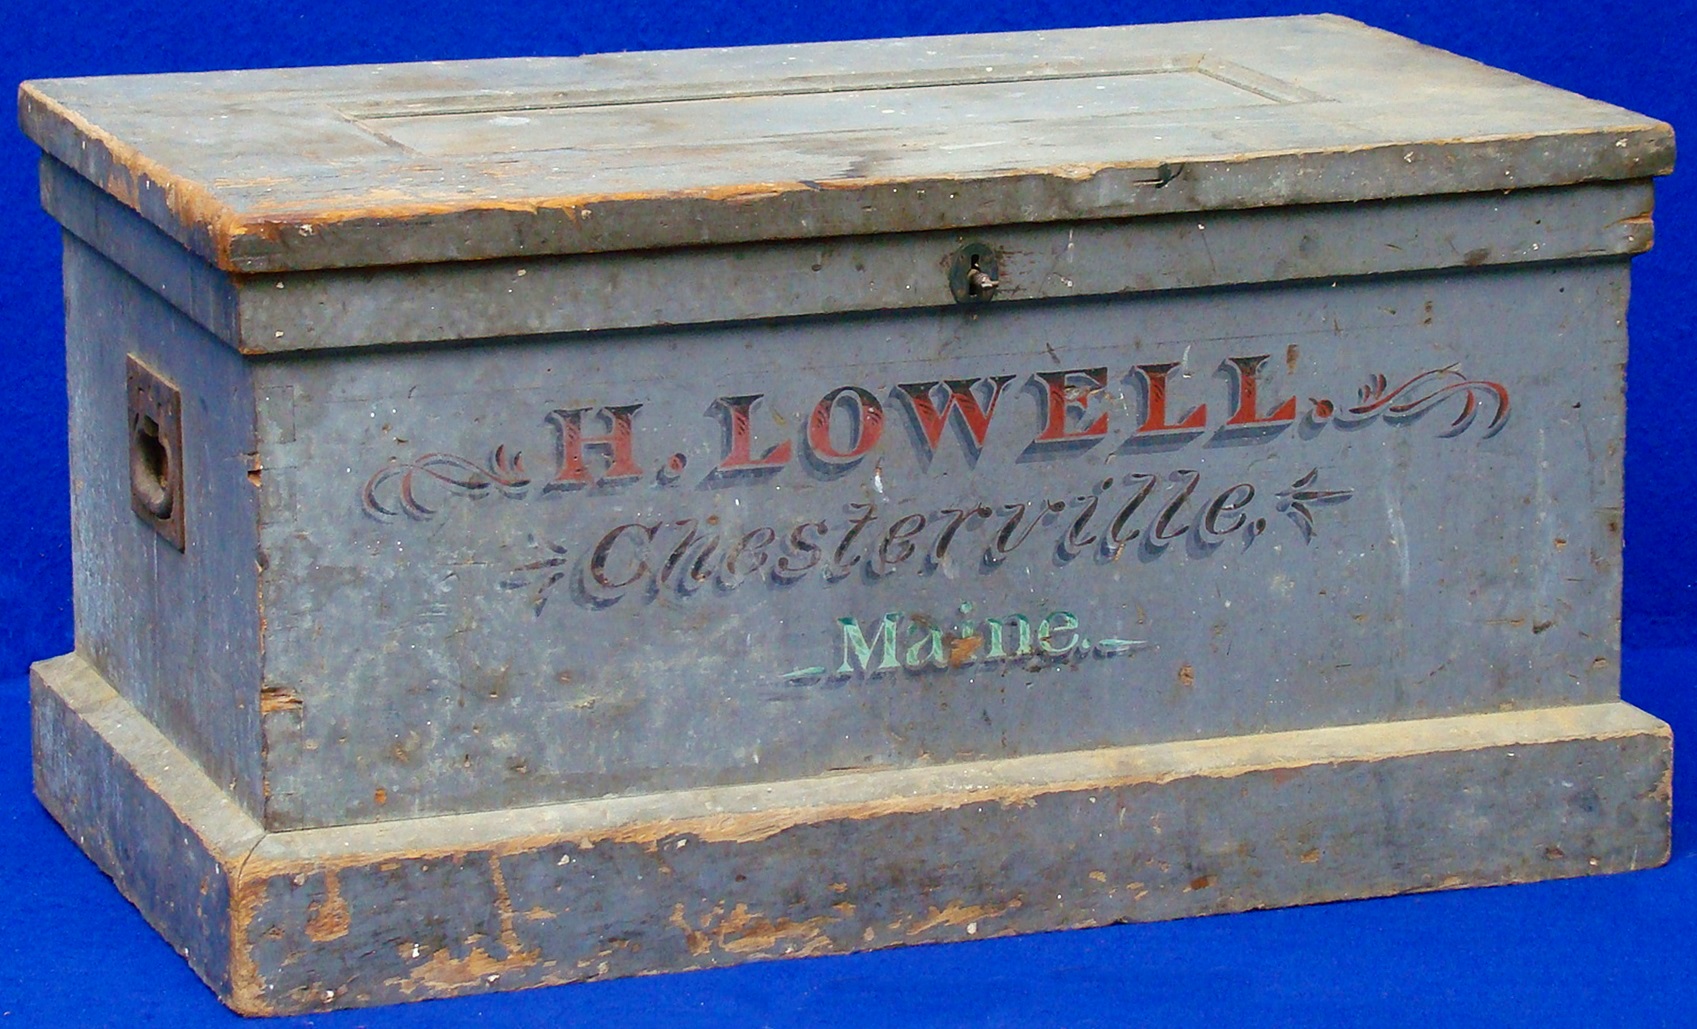 H. LOWELL.
Chesterville,
Maine.